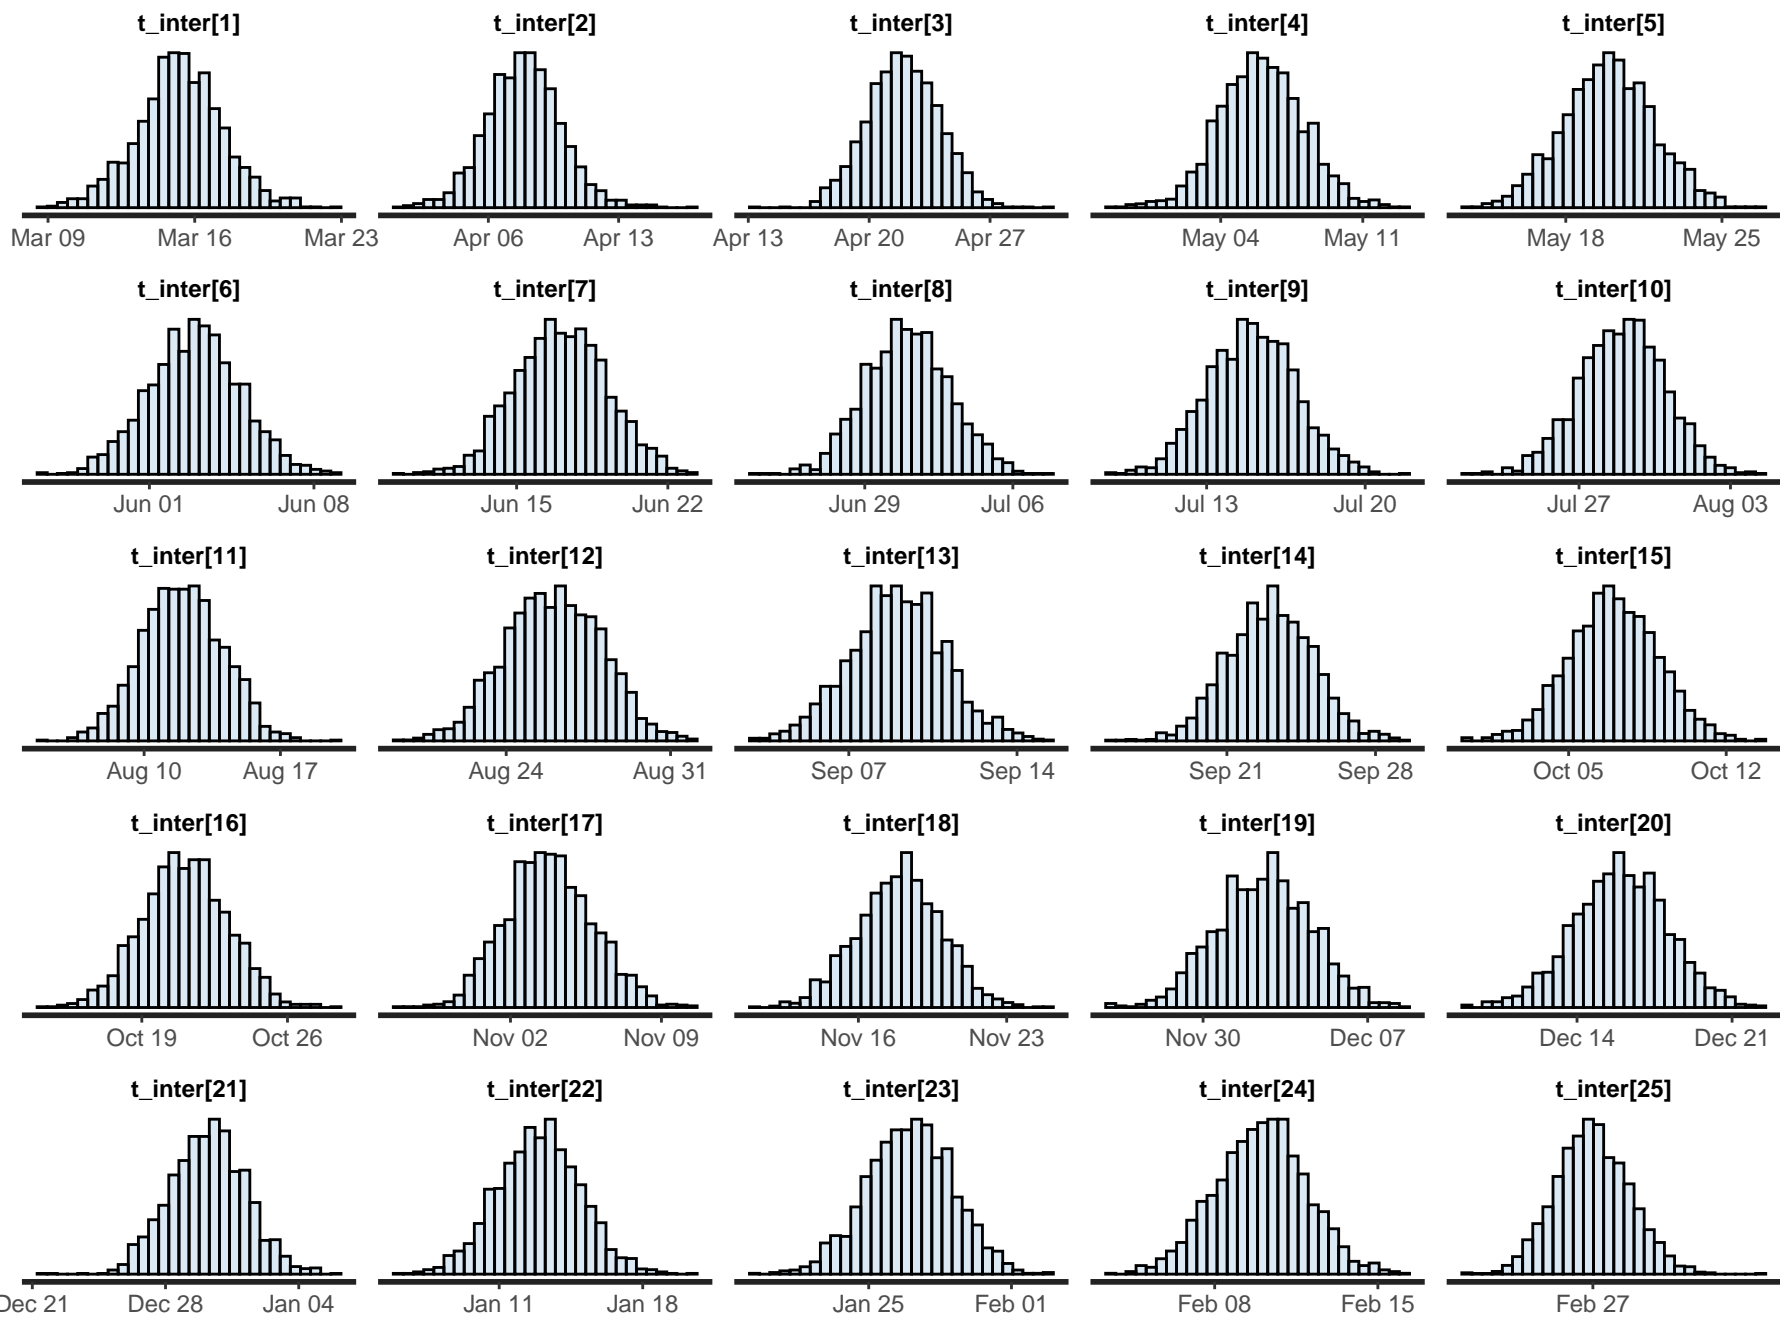 t_inter[1] t_inter[2] t_inter[3] t_inter[4] t_inter[5]
Mar 09 Mar 16 Mar 23 Apr 06 Apr 13 Apr 13 Apr 20 Apr 27 May 04 May 11 May 18 May 25
t_inter[6] t_inter[7] t_inter[8] t_inter[9] t_inter[10]
Jun 01 Jun 08 Jun 15 Jun 22 Jun 29 Jul 06 Jul 13 Jul 20 Jul 27 Aug 03
t_inter[11] t_inter[12] t_inter[13] t_inter[14] t_inter[15]
Aug 10 Aug 17 Aug 24 Aug 31 Sep 07 Sep 14 Sep 21 Sep 28 Oct 05 Oct 12
t_inter[16] t_inter[17] t_inter[18] t_inter[19] t_inter[20]
Oct 19 Oct 26 Nov 02 Nov 09 Nov 16 Nov 23 Nov 30 Dec 07 Dec 14 Dec 21
t_inter[21] t_inter[22] t_inter[23] t_inter[24] t_inter[25]
Dec 21 Dec 28 Jan 04 Jan 11 Jan 18 Jan 25 Feb 01 Feb 08 Feb 15 Feb 27